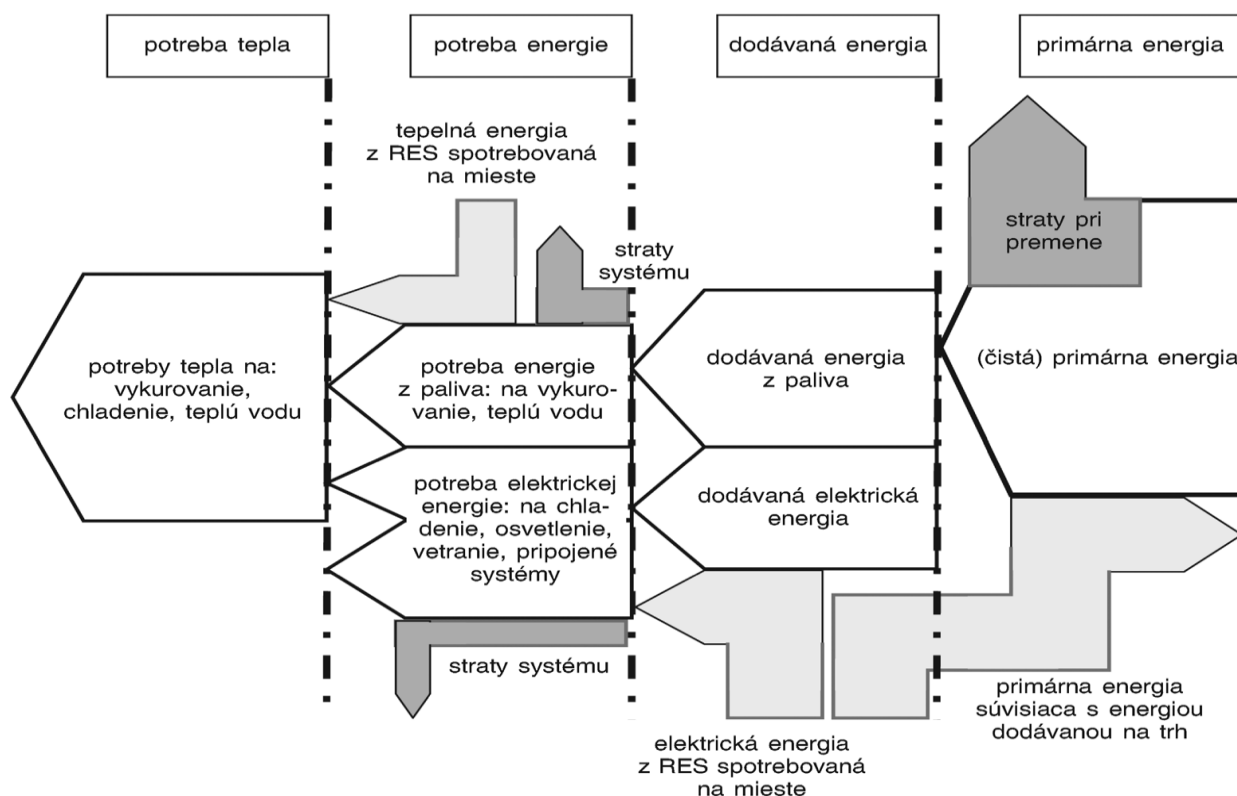 potreba tepla
potreba energie
dodávaná energia
primárna energia
tepelná energia
z RES spotrebovaná
na mieste
straty
systému
straty pri
premene
potreby tepla na:
vykurovanie,
chladenie, teplú vodu
potreba energie
z paliva: na vykuro-
vanie, teplú vodu
dodávaná energia
z paliva
(čistá) primárna energia
potreba elektrickej
energie: na chla-
denie, osvetlenie,
vetranie, pripojené
systémy
dodávaná elektrická
energia
straty systému
elektrická energia
z RES spotrebovaná
na mieste
primárna energia
súvisiaca s energiou
dodávanou na trh